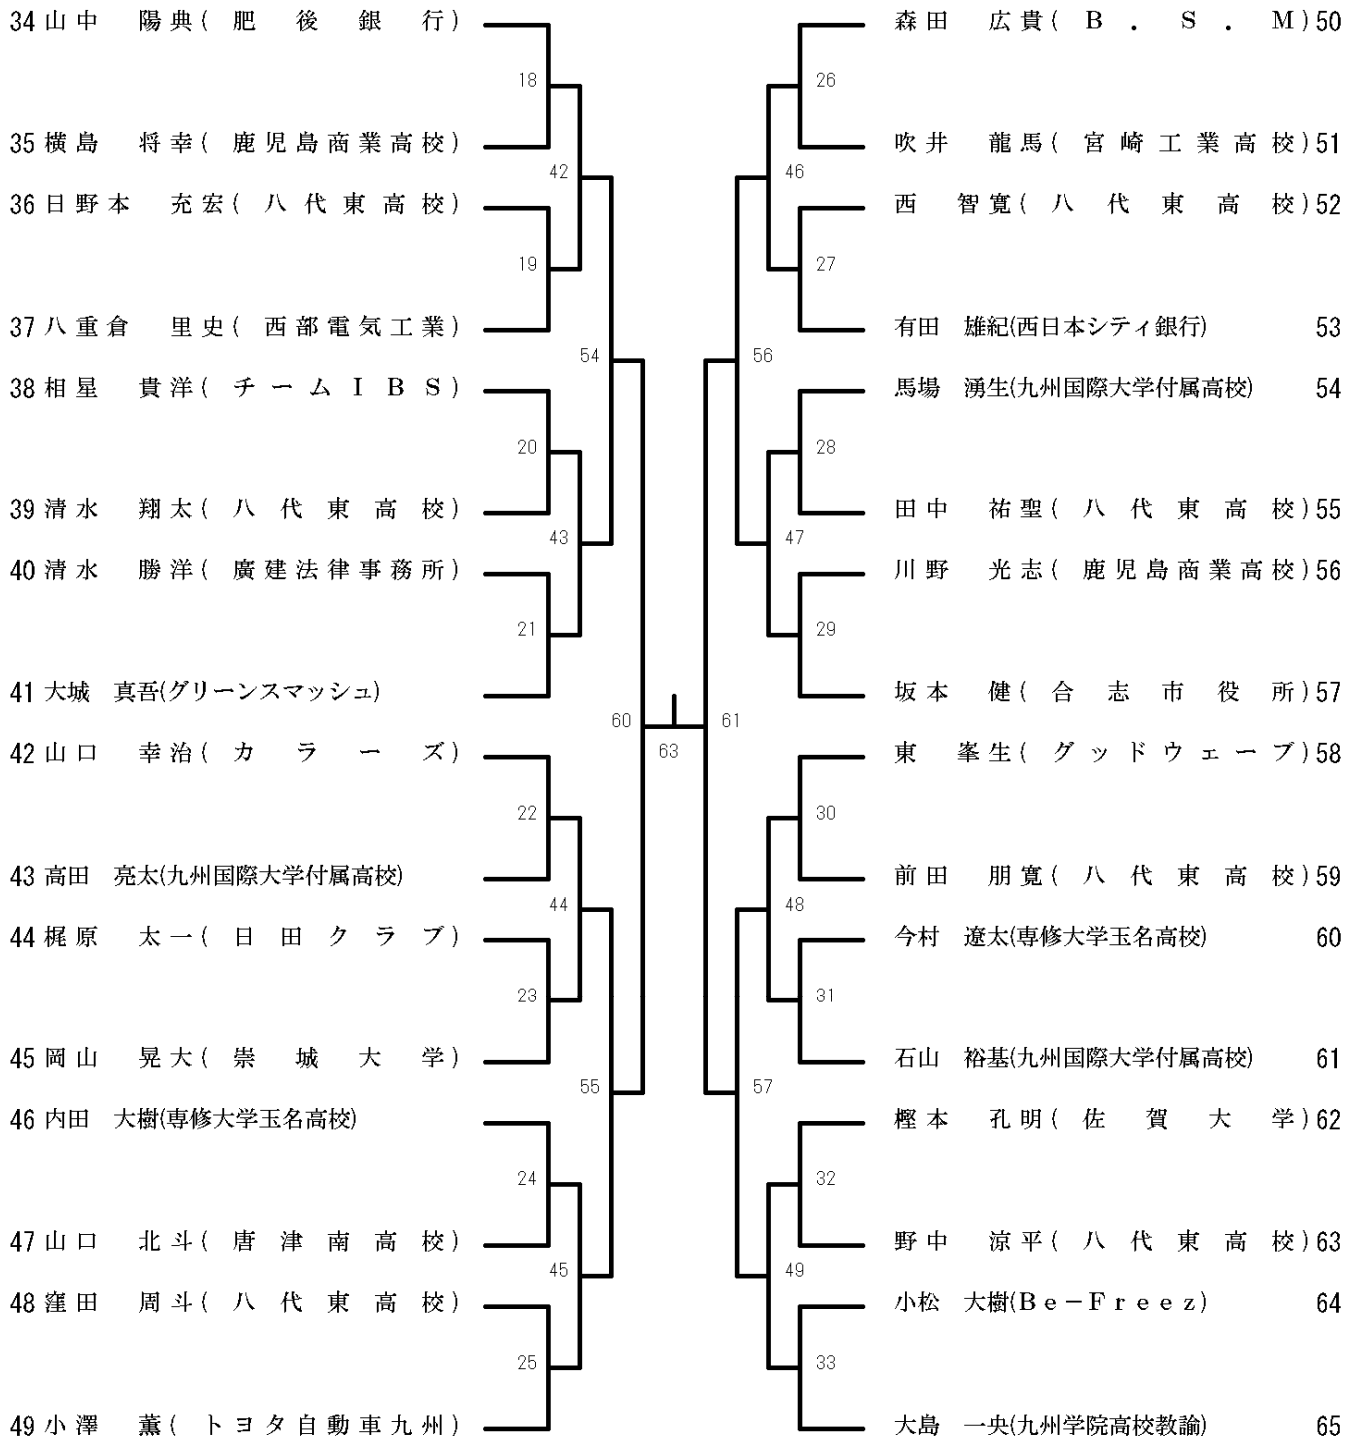 34 山中 陽典(肥後銀行)
18
35 横島 将幸(鹿児島商業高校)
42
36 日野本 充宏(八代東高校)
19
37 八重倉 里史(西部電気工業)
54
38 相星 貴洋(チームIBS)
20
39 清水 翔太(八代東高校)
43
40 清水 勝洋(廣建法律事務所)
21
41 大城 真吾(グリーンスマッシュ)
60
42 山口 幸治(カラーズ)
22
43 高田 亮太(九州国際大学付属高校)
44
44 梶原 太一(日田クラブ)
23
45 岡山 晃大(崇城大学)
55
46 内田 大樹(専修大学玉名高校)
24
47 山口 北斗(唐津南高校)
45
48 窪田 周斗(八代東高校)
25
49 小澤 薫(トヨタ自動車九州)
63
森田 広貴(B.S.M) 50
26
吹井 龍馬(宮崎工業高校) 51
46
西 智寛(八代東高校) 52
27
有田 雄紀(西日本シティ銀行) 53
56
馬場 湧生(九州国際大学付属高校) 54
28
田中 祐聖(八代東高校) 55
47
川野 光志(鹿児島商業高校) 56
29
坂本 健(合志市役所) 57
61
東 峯生(グッドウェーブ) 58
30
前田 朋寛(八代東高校) 59
48
今村 遼太(専修大学玉名高校) 60
31
石山 裕基(九州国際大学付属高校) 61
57
樫本 孔明(佐賀大学) 62
32
野中 涼平(八代東高校) 63
49
小松 大樹(Be-Freez) 64
33
大島 一央(九州学院高校教諭) 65